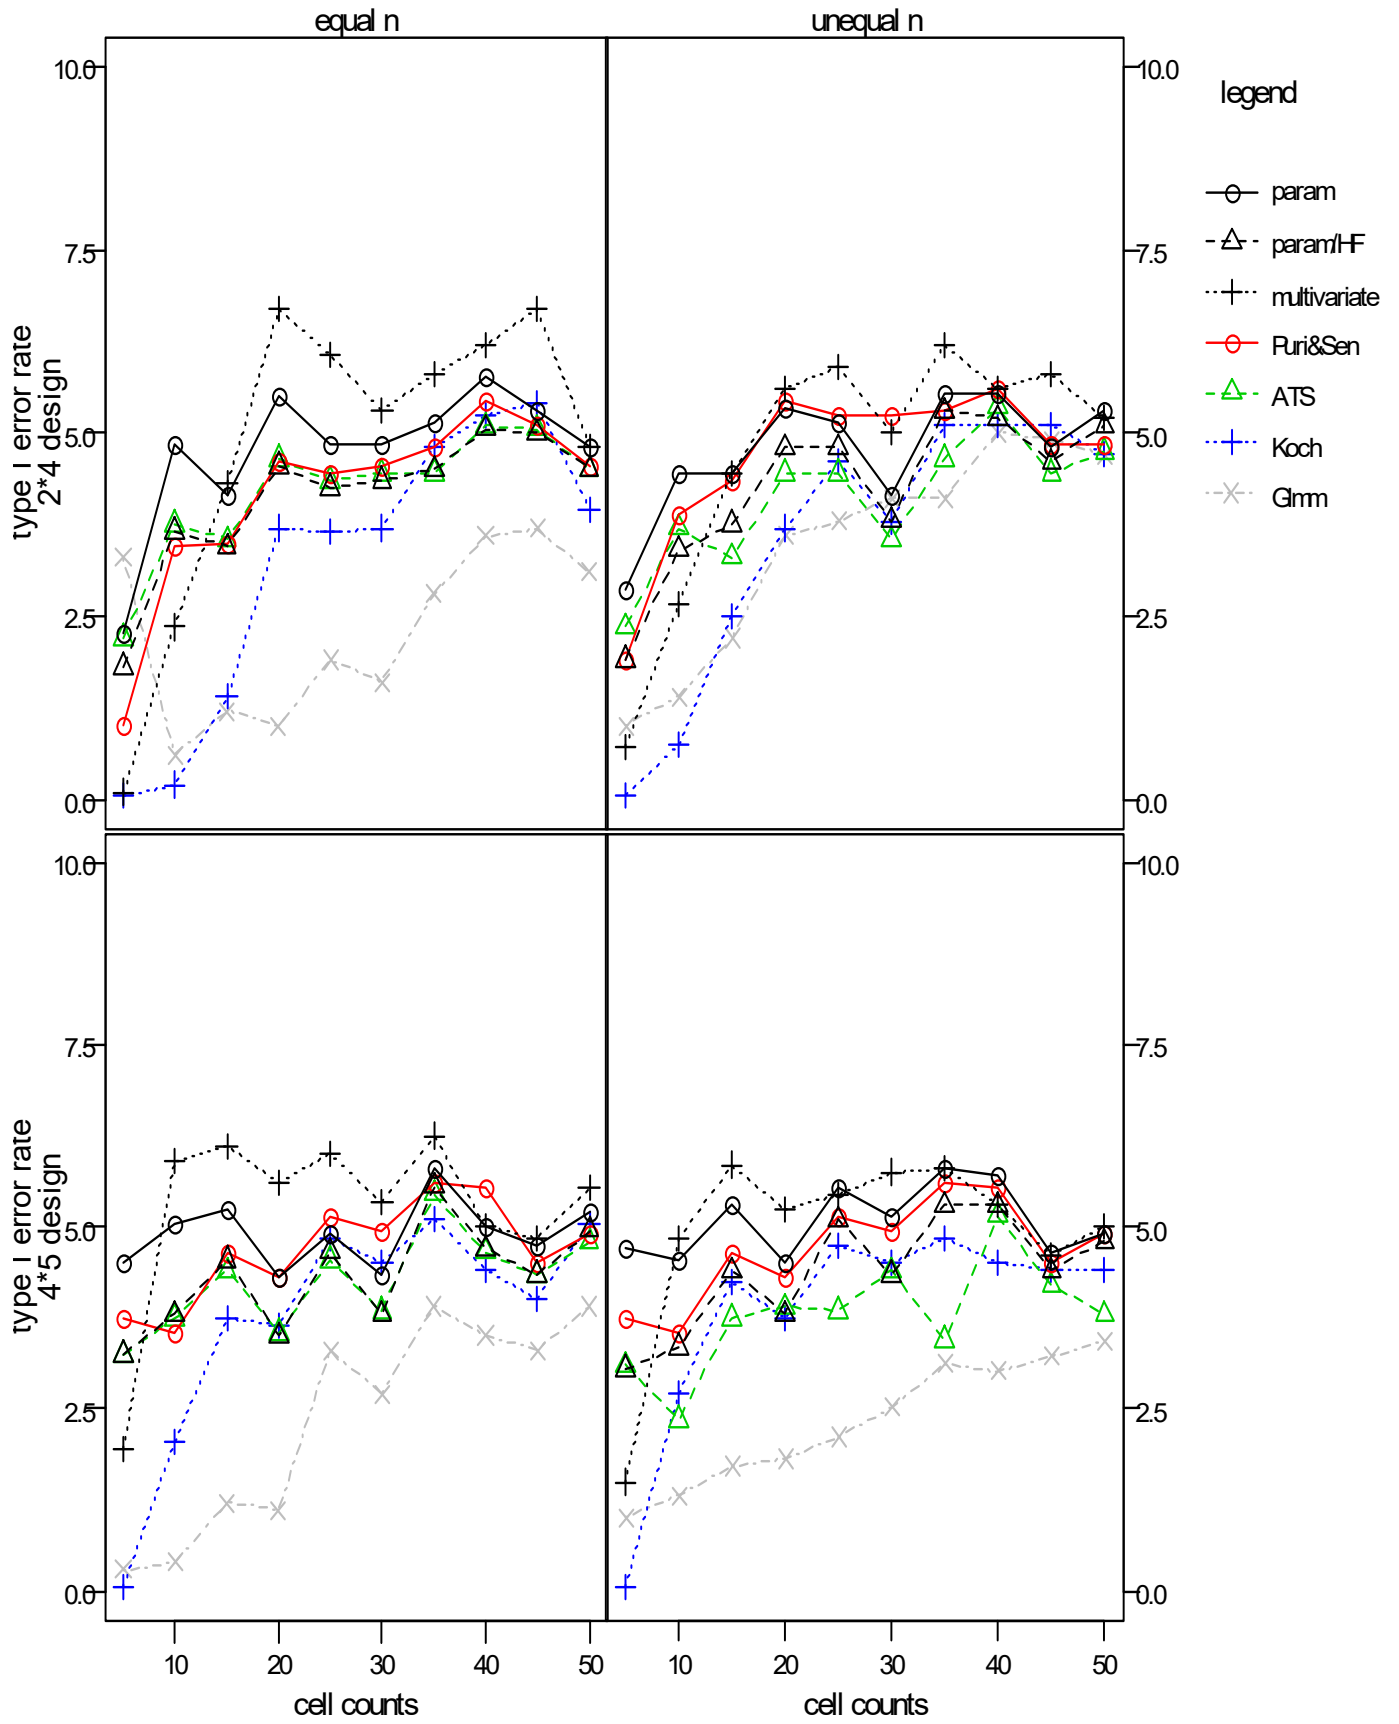 equal n
unequal n
10.0
7.5
5.0
2.5
0.0
type I error rate
2*4 design
10.0
7.5
5.0
2.5
0.0
legend
param
param/HF
multivariate
Puri&Sen
ATS
Koch
Glmm
10.0
7.5
5.0
2.5
0.0
type I error rate
4*5 design
10.0
7.5
5.0
2.5
0.0
10 20 30 40 50
10 20 30 40 50
cell counts
cell counts